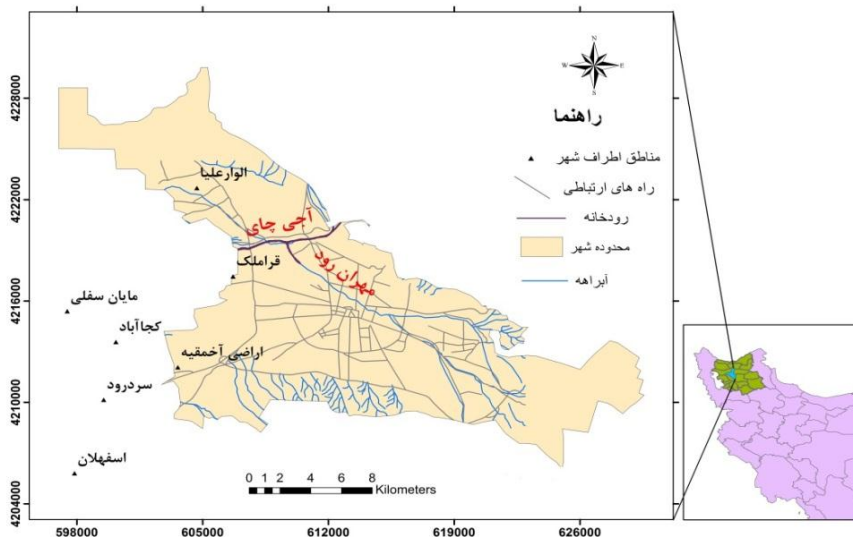 N
W E
S
راهنما
مناطق اطراف شهر
راه های ارتباطی
رودخانه
محدوده شهر
آبراهه
الوارعلیا
آجی چای
قراملک
مهران رود
مایان سفلی
کجاآباد
اراضی آخمقیه
سردرود
اسفهلان
0 1 2 4 6 8
Kilometers
4228000
4222000
4216000
4210000
4204000
598000 605000 612000 619000 626000